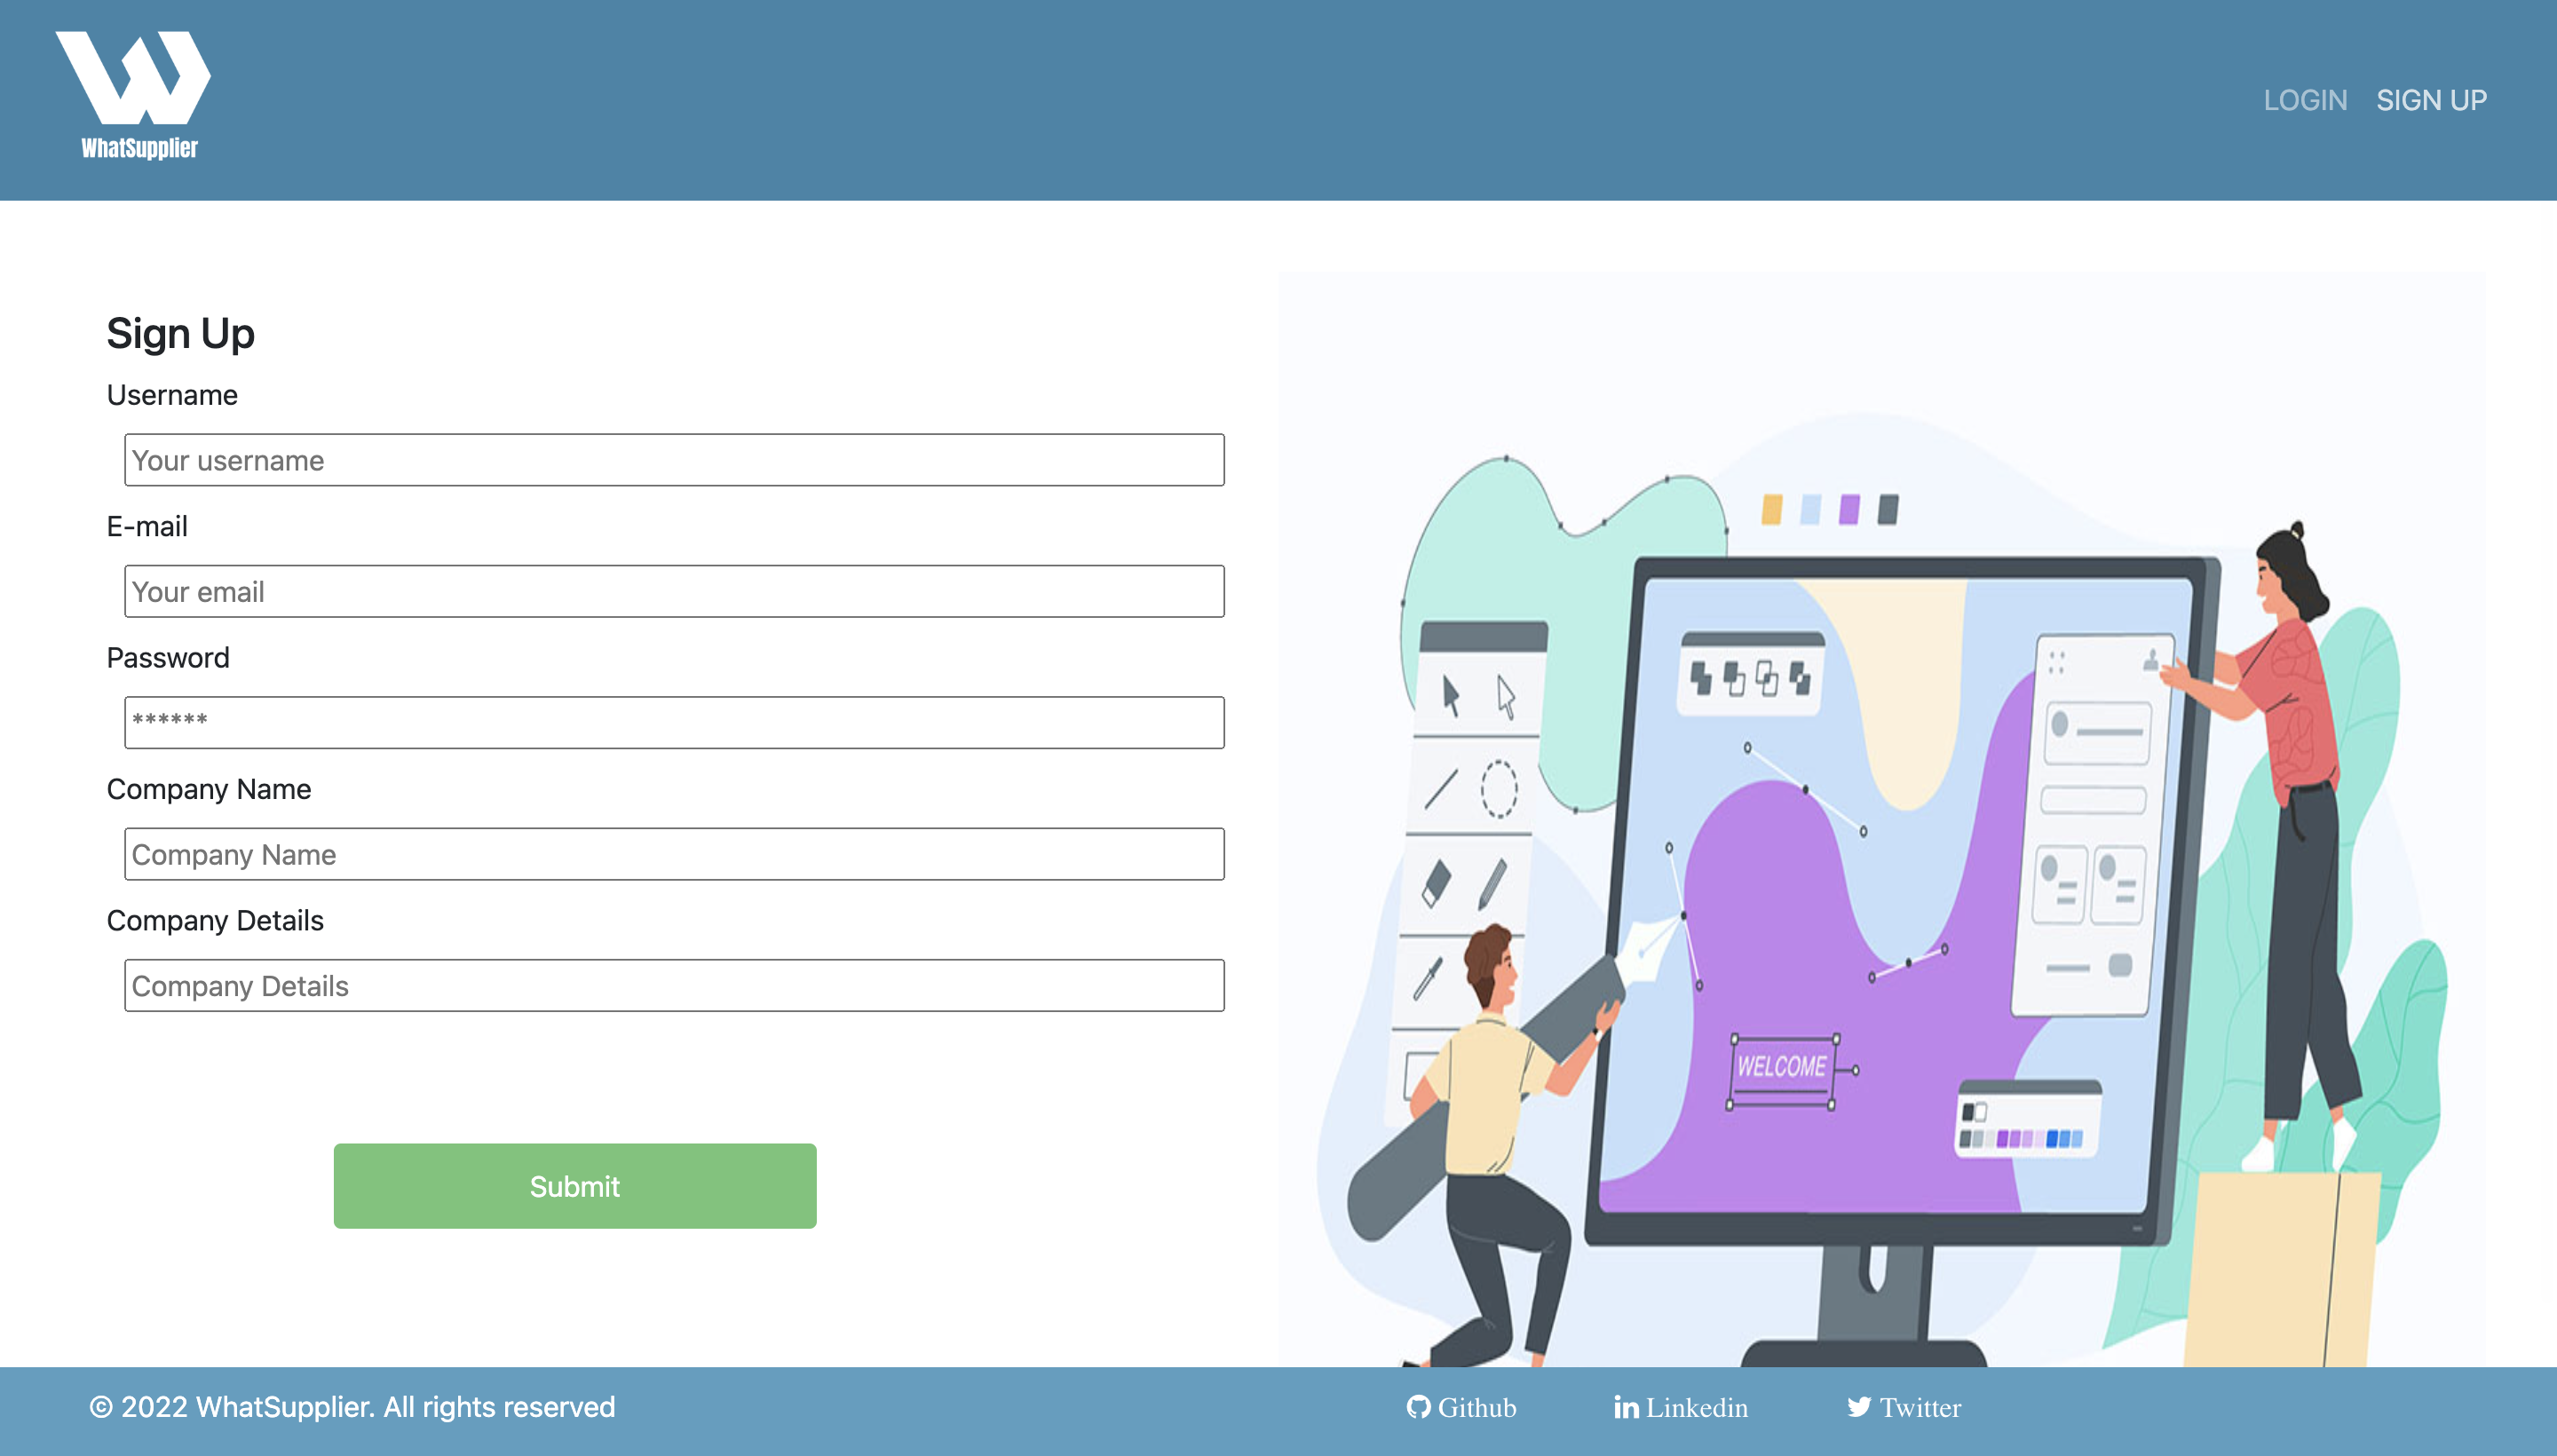 WhatSupplier
LOGIN SIGN UP
Sign Up
Username
Your username
E-mail
Your email
Password
******
Company Name
Company Name
Company Details
Company Details
Submit
WELCOME
© 2022 WhatSupplier. All rights reserved
Github Linkedin Twitter